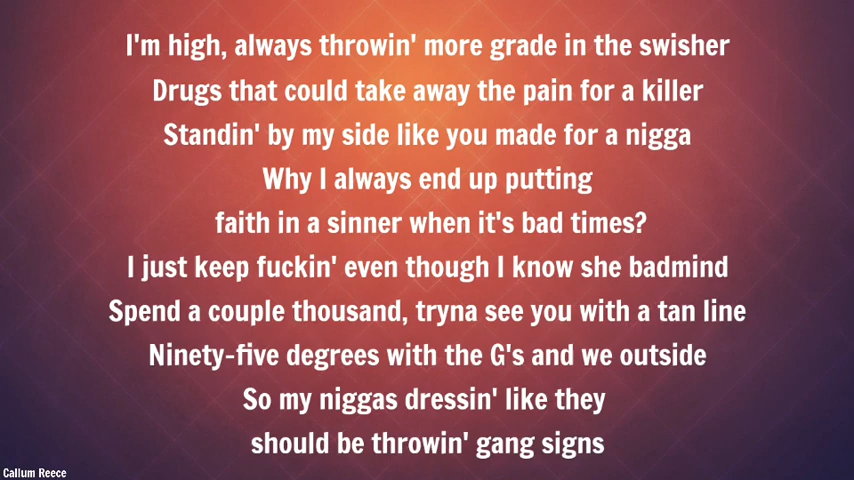 I'm high, always throwin' more grade in the swisher
Drugs that could take away the pain for a killer
Standin' by my side like you made for a nigga
Why I always end up putting
faith in a sinner when it's bad times?
I just keep fuckin' even though I know she badmind
Spend a couple thousand, tryna see you with a tan line
Ninety-five degrees with the G's and we outside
So my niggas dressin' like they
should be throwin' gang signs
Callum Reece